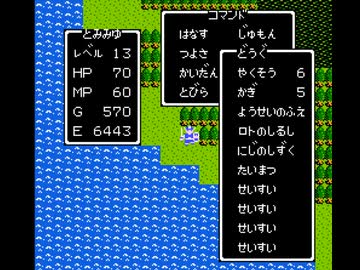 とみみゆ
レベル 13
HP 70
MP 60
G 570
E 6443
コマンド
はなす じゅもん
つよさ どうぐ
かいだん
とびら
やくそう 6
かぎ 5
ようせいのふえ
ロトのしるし
にじのしずく
たいまつ
せいすい
せいすい
せいすい
せいすい